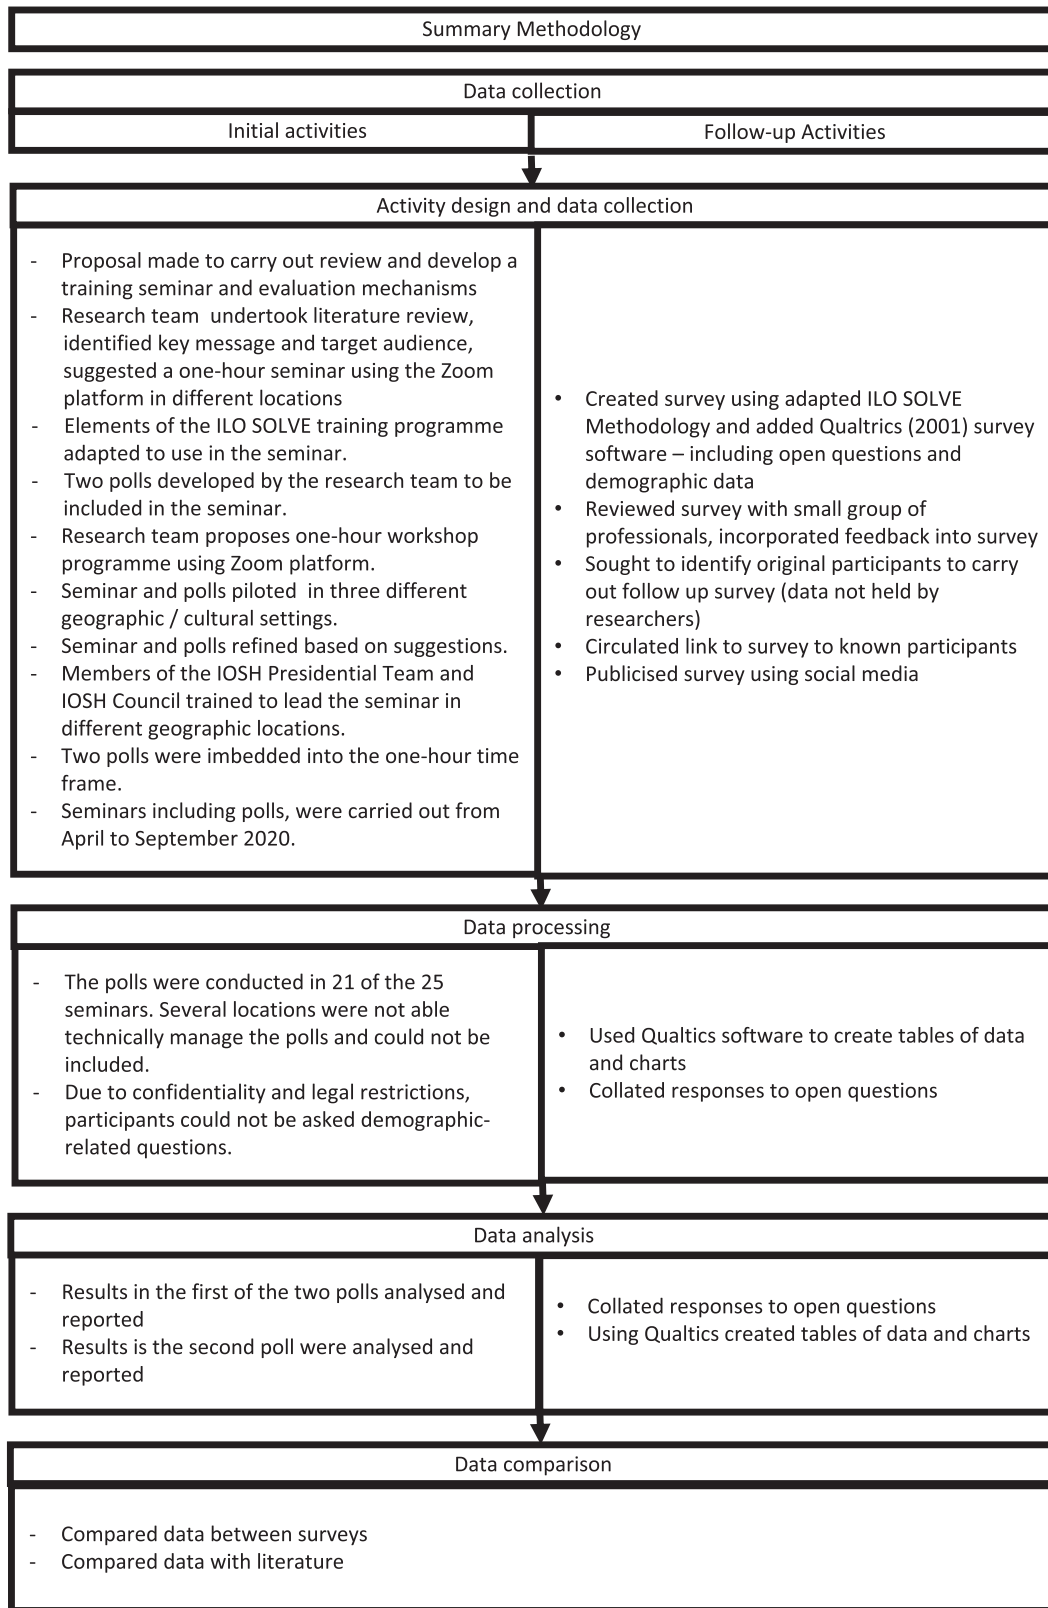 Summary Methodology
Data collection
Initial activities
Follow-up Activities
Activity design and data collection
- Proposal made to carry out review and develop a
training seminar and evaluation mechanisms
- Research team undertook literature review,
identified key message and target audience,
suggested a one-hour seminar using the Zoom
platform in different locations
- Elements of the ILO SOLVE training programme
adapted to use in the seminar.
- Two polls developed by the research team to be
included in the seminar.
- Research team proposes one-hour workshop
programme using Zoom platform.
- Seminar and polls piloted in three different
geographic / cultural settings.
- Seminar and polls refined based on suggestions.
- Members of the IOSH Presidential Team and
IOSH Council trained to lead the seminar in
different geographic locations.
- Two polls were imbedded into the one-hour time
frame.
- Seminars including polls, were carried out from
April to September 2020.
• Created survey using adapted ILO SOLVE
Methodology and added Qualtrics (2001) survey
software – including open questions and
demographic data
• Reviewed survey with small group of
professionals, incorporated feedback into survey
• Sought to identify original participants to carry
out follow up survey (data not held by
researchers)
• Circulated link to survey to known participants
• Publicised survey using social media
Data processing
- The polls were conducted in 21 of the 25
seminars. Several locations were not able
technically manage the polls and could not be
included.
- Due to confidentiality and legal restrictions,
participants could not be asked demographic-
related questions.
• Used Qualtics software to create tables of data
and charts
• Collated responses to open questions
Data analysis
- Results in the first of the two polls analysed and
reported
- Results is the second poll were analysed and
reported
• Collated responses to open questions
• Using Qualtics created tables of data and charts
Data comparison
- Compared data between surveys
- Compared data with literature